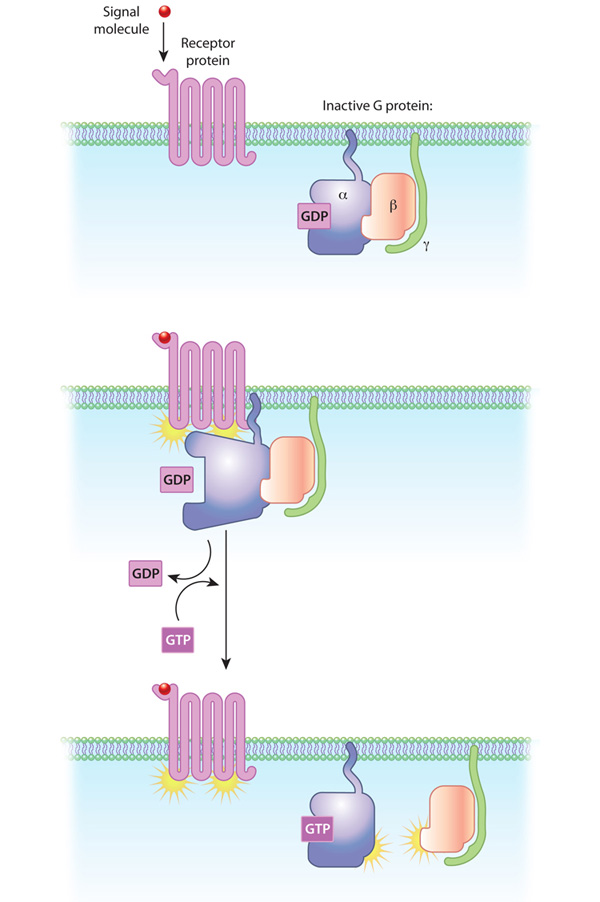 Signal
molecule
Receptor
protein
Inactive G protein:
α
β
GDP
γ
GDP
GDP
GTP
GTP